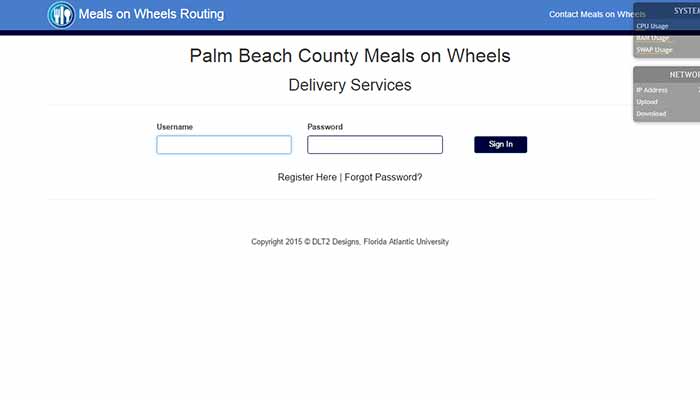 Meals on Wheels Routing
Contact Meals on Wheels
SYSTEM
CPU Usage
RAM Usage
SWAP Usage
NETWOR
IP Address
Upload
Download
Palm Beach County Meals on Wheels
Delivery Services
Username
Password
Sign In
Register Here | Forgot Password?
Copyright 2015 © DLT2 Designs, Florida Atlantic University